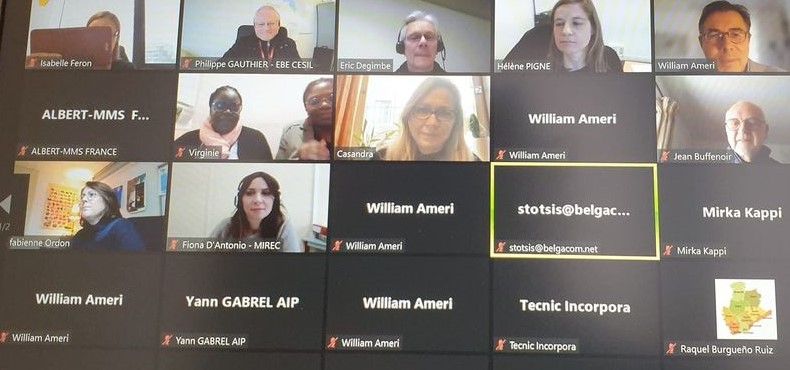 Isabelle Feron
Philippe GAUTHIER - EBE CESIL
Eric Degimbe
Hélène PIGNE
William Ameri
ALBERT-MMS F...
ALBERT-MMS FRANCE
Virginie
Casandra
William Ameri
William Ameri
Jean Buffenoir
fabienne Ordon
Fiona D'Antonio - MIREC
William Ameri
William Ameri
stotsis@belgac...
stotsis@belgacom.net
Mirka Kappi
Mirka Kappi
1/2
William Ameri
William Ameri
Yann GABREL AIP
Yann GABREL AIP
William Ameri
William Ameri
Tecnic Incorpora
Tecnic Incorpora
Raquel Burgueño Ruiz